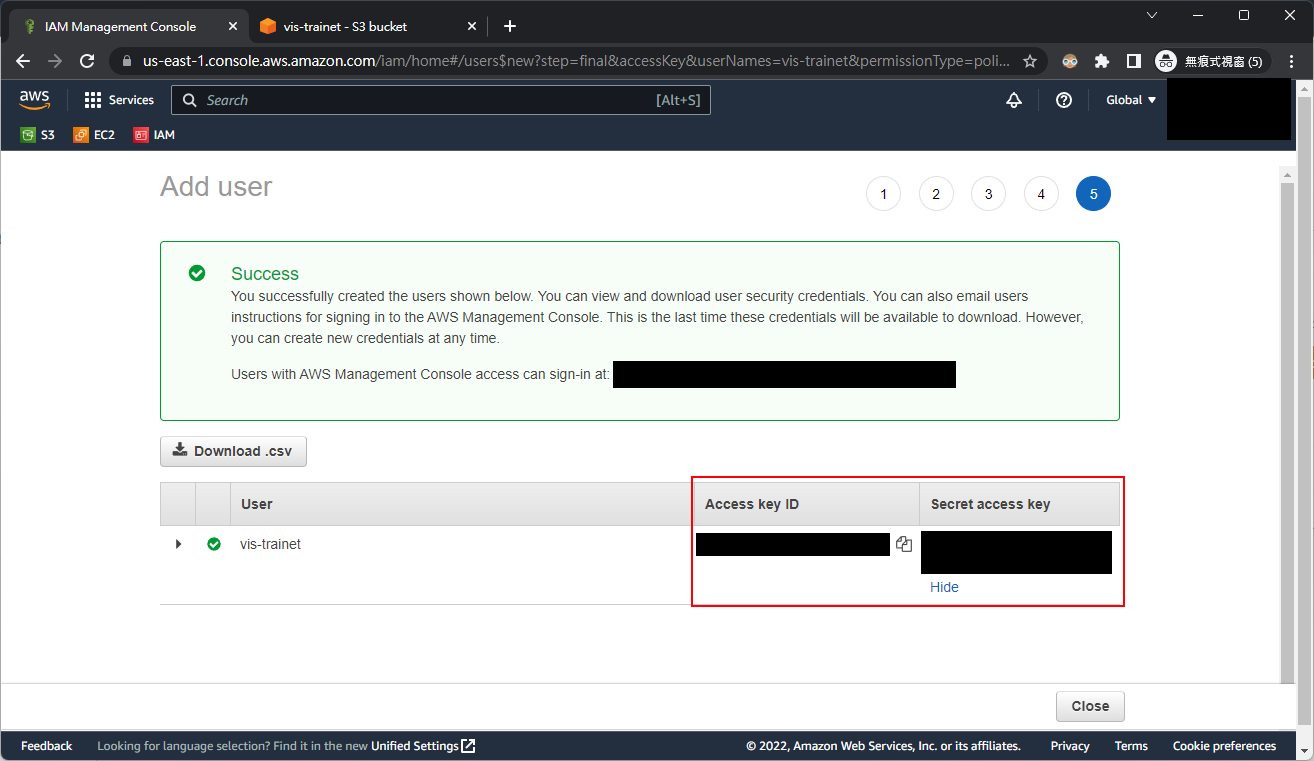 IAM Management Console
vis-trainet - S3 bucket
us-east-1.console.aws.amazon.com/iam/home#/users$new?step=final&accessKey&userNames=vis-trainet&permissionType=poli...
無痕式視窗 (5)
aws
Services
Search
[Alt+S]
Global
S3
EC2
IAM
Add user
1
2
3
4
5
Success
You successfully created the users shown below. You can view and download user security credentials. You can also email users
instructions for signing in to the AWS Management Console. This is the last time these credentials will be available to download. However,
you can create new credentials at any time.
Users with AWS Management Console access can sign-in at:
Download .csv
User
Access key ID
Secret access key
vis-trainet
Hide
Close
Feedback
Looking for language selection? Find it in the new Unified Settings
© 2022, Amazon Web Services, Inc. or its affiliates.
Privacy
Terms
Cookie preferences